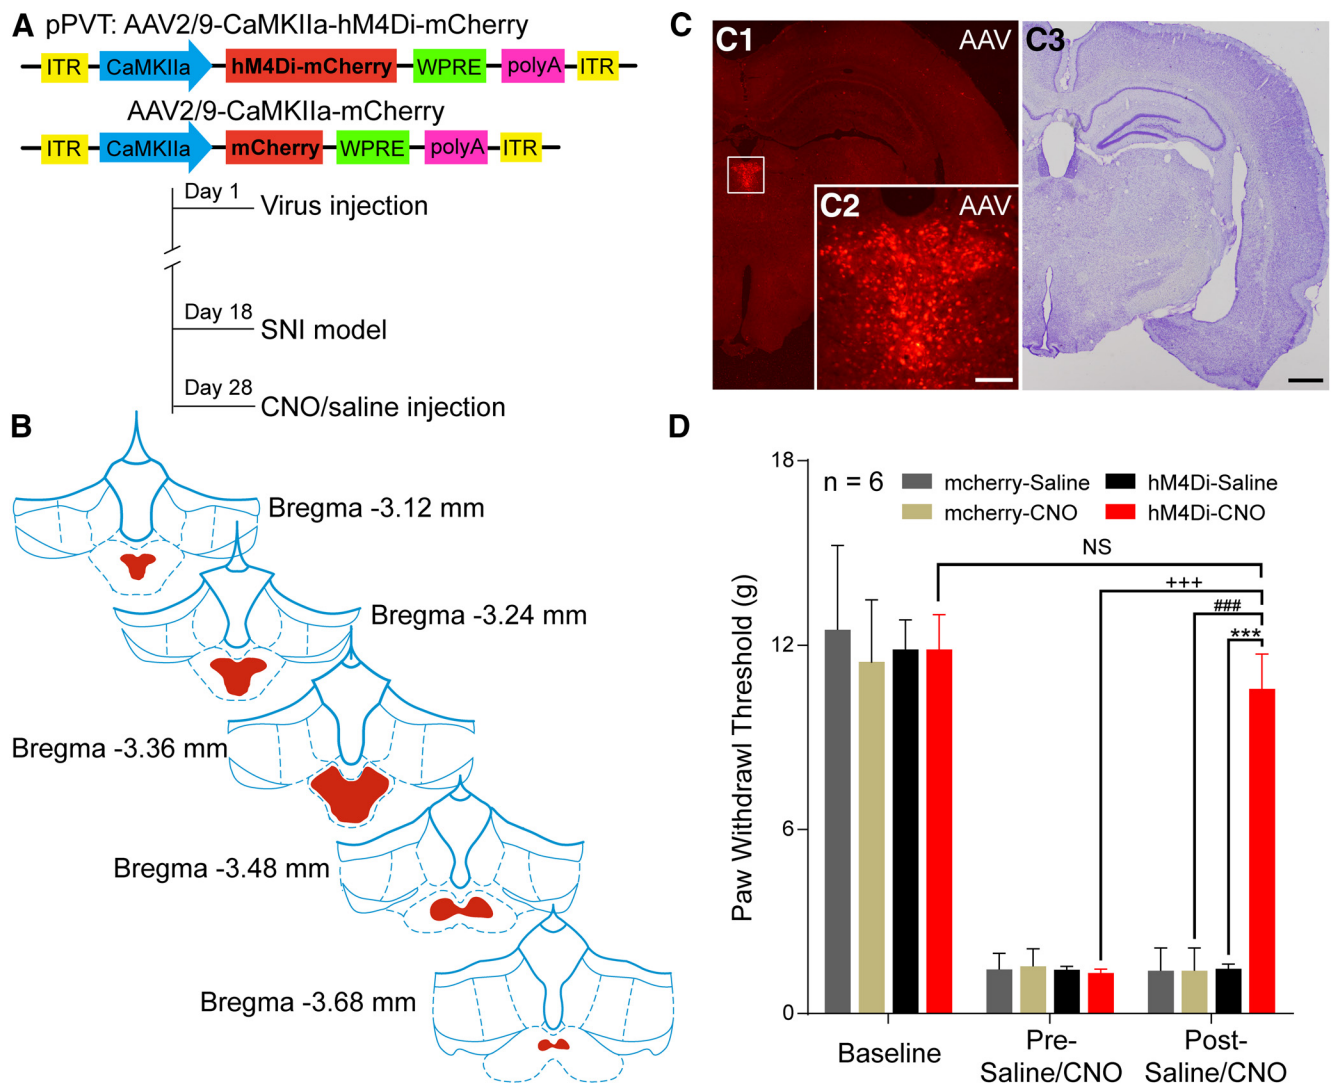 A pPVT: AAV2/9-CaMKIIa-hM4Di-mCherry
ITR CaMKIIa hM4Di-mCherry WPRE polyA ITR
AAV2/9-CaMKIIa-mCherry
ITR CaMKIIa mCherry WPRE polyA ITR
Day 1
Virus injection
Day 18
SNI model
Day 28
CNO/saline injection
B
Bregma -3.12 mm
Bregma -3.24 mm
Bregma -3.36 mm
Bregma -3.48 mm
Bregma -3.68 mm
C
C1 AAV
C2 AAV
C3
D
18
12
6
0
Paw Withdrawl Threshold (g)
n = 6
mcherry-Saline
hM4Di-Saline
mcherry-CNO
hM4Di-CNO
NS
+++
###
***
Baseline
Pre-
Saline/CNO
Post-
Saline/CNO